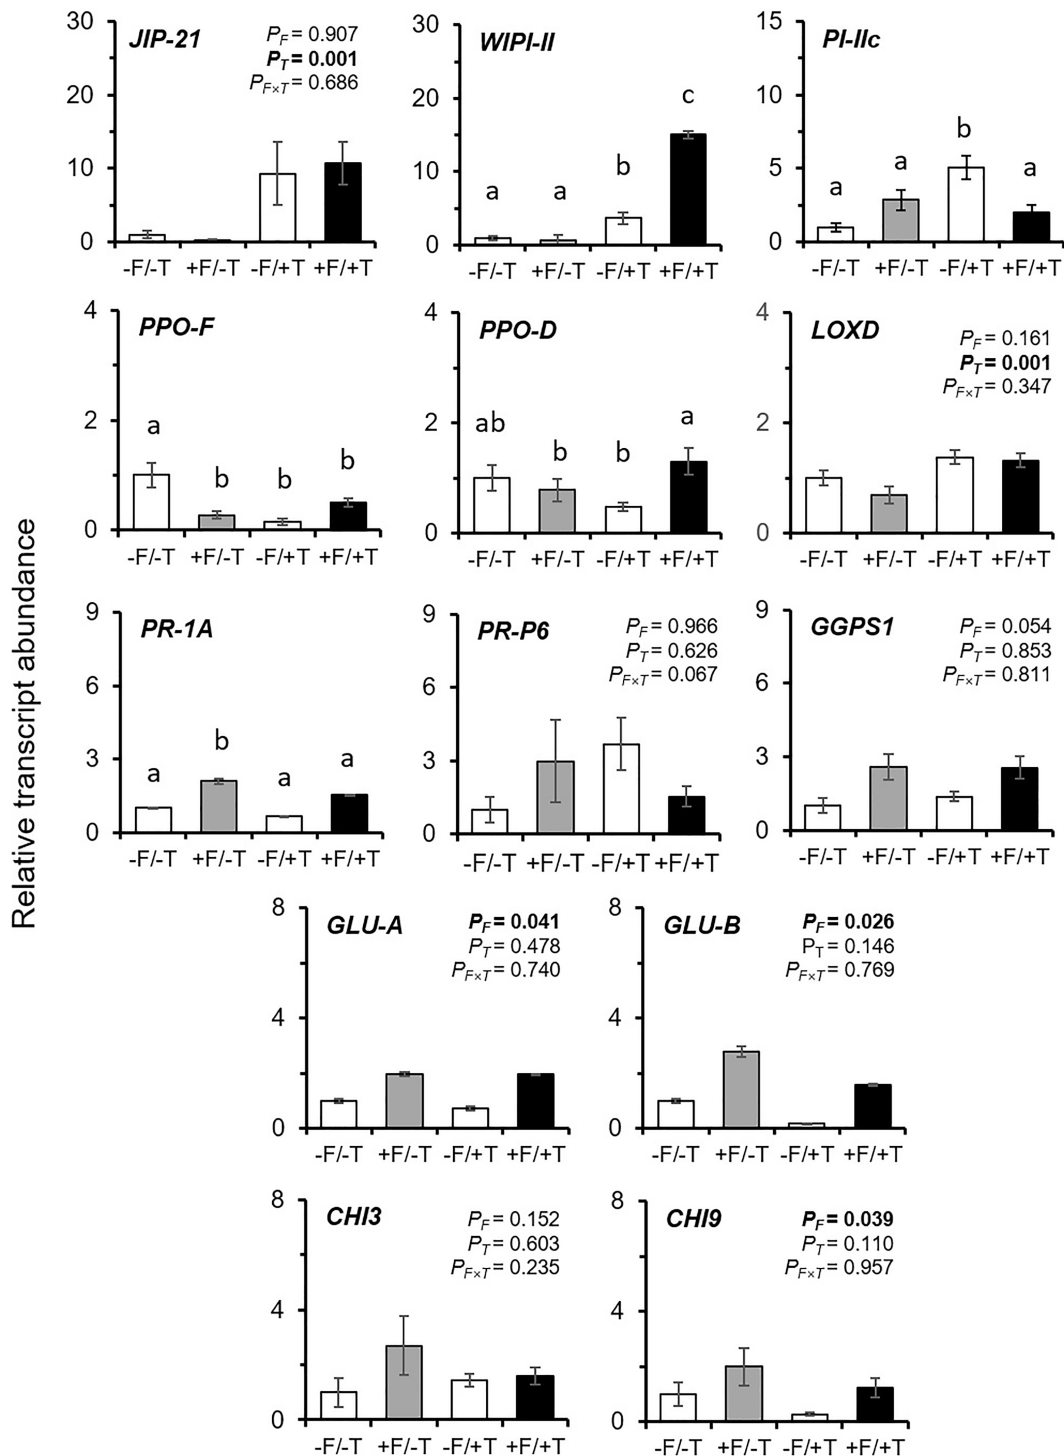 Relative transcript abundance
JIP-21
P_F = 0.907
P_T = 0.001
P_F×T = 0.686
30
20
10
0
-F/-T +F/-T -F/+T +F/+T
WIPI-II
30
20
10
0
a a b c
-F/-T +F/-T -F/+T +F/+T
PI-IIc
15
10
5
0
a a b a
-F/-T +F/-T -F/+T +F/+T
PPO-F
4
2
0
a b b b
-F/-T +F/-T -F/+T +F/+T
PPO-D
4
2
0
ab b b a
-F/-T +F/-T -F/+T +F/+T
LOXD
P_F = 0.161
P_T = 0.001
P_F×T = 0.347
4
2
0
-F/-T +F/-T -F/+T +F/+T
PR-1A
9
6
3
0
a b a a
-F/-T +F/-T -F/+T +F/+T
PR-P6
P_F = 0.966
P_T = 0.626
P_F×T = 0.067
9
6
3
0
-F/-T +F/-T -F/+T +F/+T
GGPS1
P_F = 0.054
P_T = 0.853
P_F×T = 0.811
9
6
3
0
-F/-T +F/-T -F/+T +F/+T
GLU-A
P_F = 0.041
P_T = 0.478
P_F×T = 0.740
8
4
0
-F/-T +F/-T -F/+T +F/+T
GLU-B
P_F = 0.026
P_T = 0.146
P_F×T = 0.769
8
4
0
-F/-T +F/-T -F/+T +F/+T
CHI3
P_F = 0.152
P_T = 0.603
P_F×T = 0.235
8
4
0
-F/-T +F/-T -F/+T +F/+T
CHI9
P_F = 0.039
P_T = 0.110
P_F×T = 0.957
8
4
0
-F/-T +F/-T -F/+T +F/+T